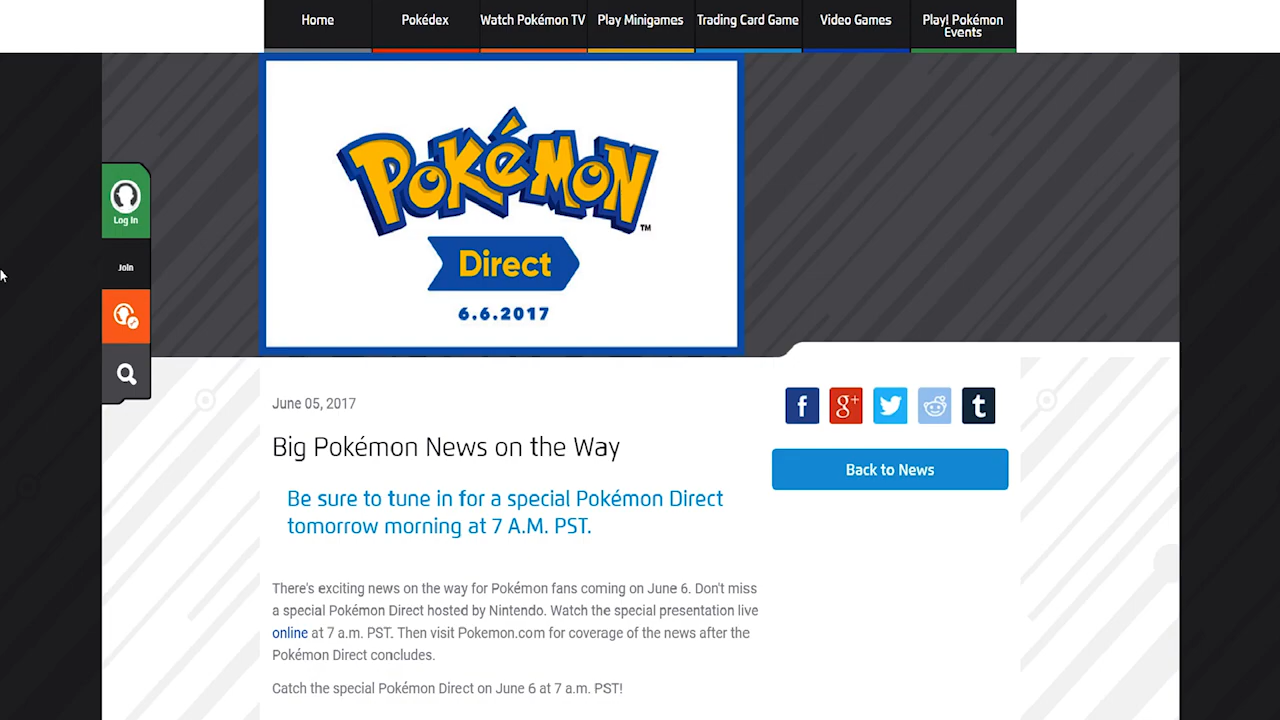 Home
Pokédex
Watch Pokémon TV
Play Minigames
Trading Card Game
Video Games
Play! Pokémon
Events
POKéMON
TM
Direct
6.6.2017
Log In
Join
June 05, 2017
f
g+
t
Big Pokémon News on the Way
Back to News
Be sure to tune in for a special Pokémon Direct
tomorrow morning at 7 A.M. PST.
There's exciting news on the way for Pokémon fans coming on June 6. Don't miss
a special Pokémon Direct hosted by Nintendo. Watch the special presentation live
online at 7 a.m. PST. Then visit Pokemon.com for coverage of the news after the
Pokémon Direct concludes.
Catch the special Pokémon Direct on June 6 at 7 a.m. PST!